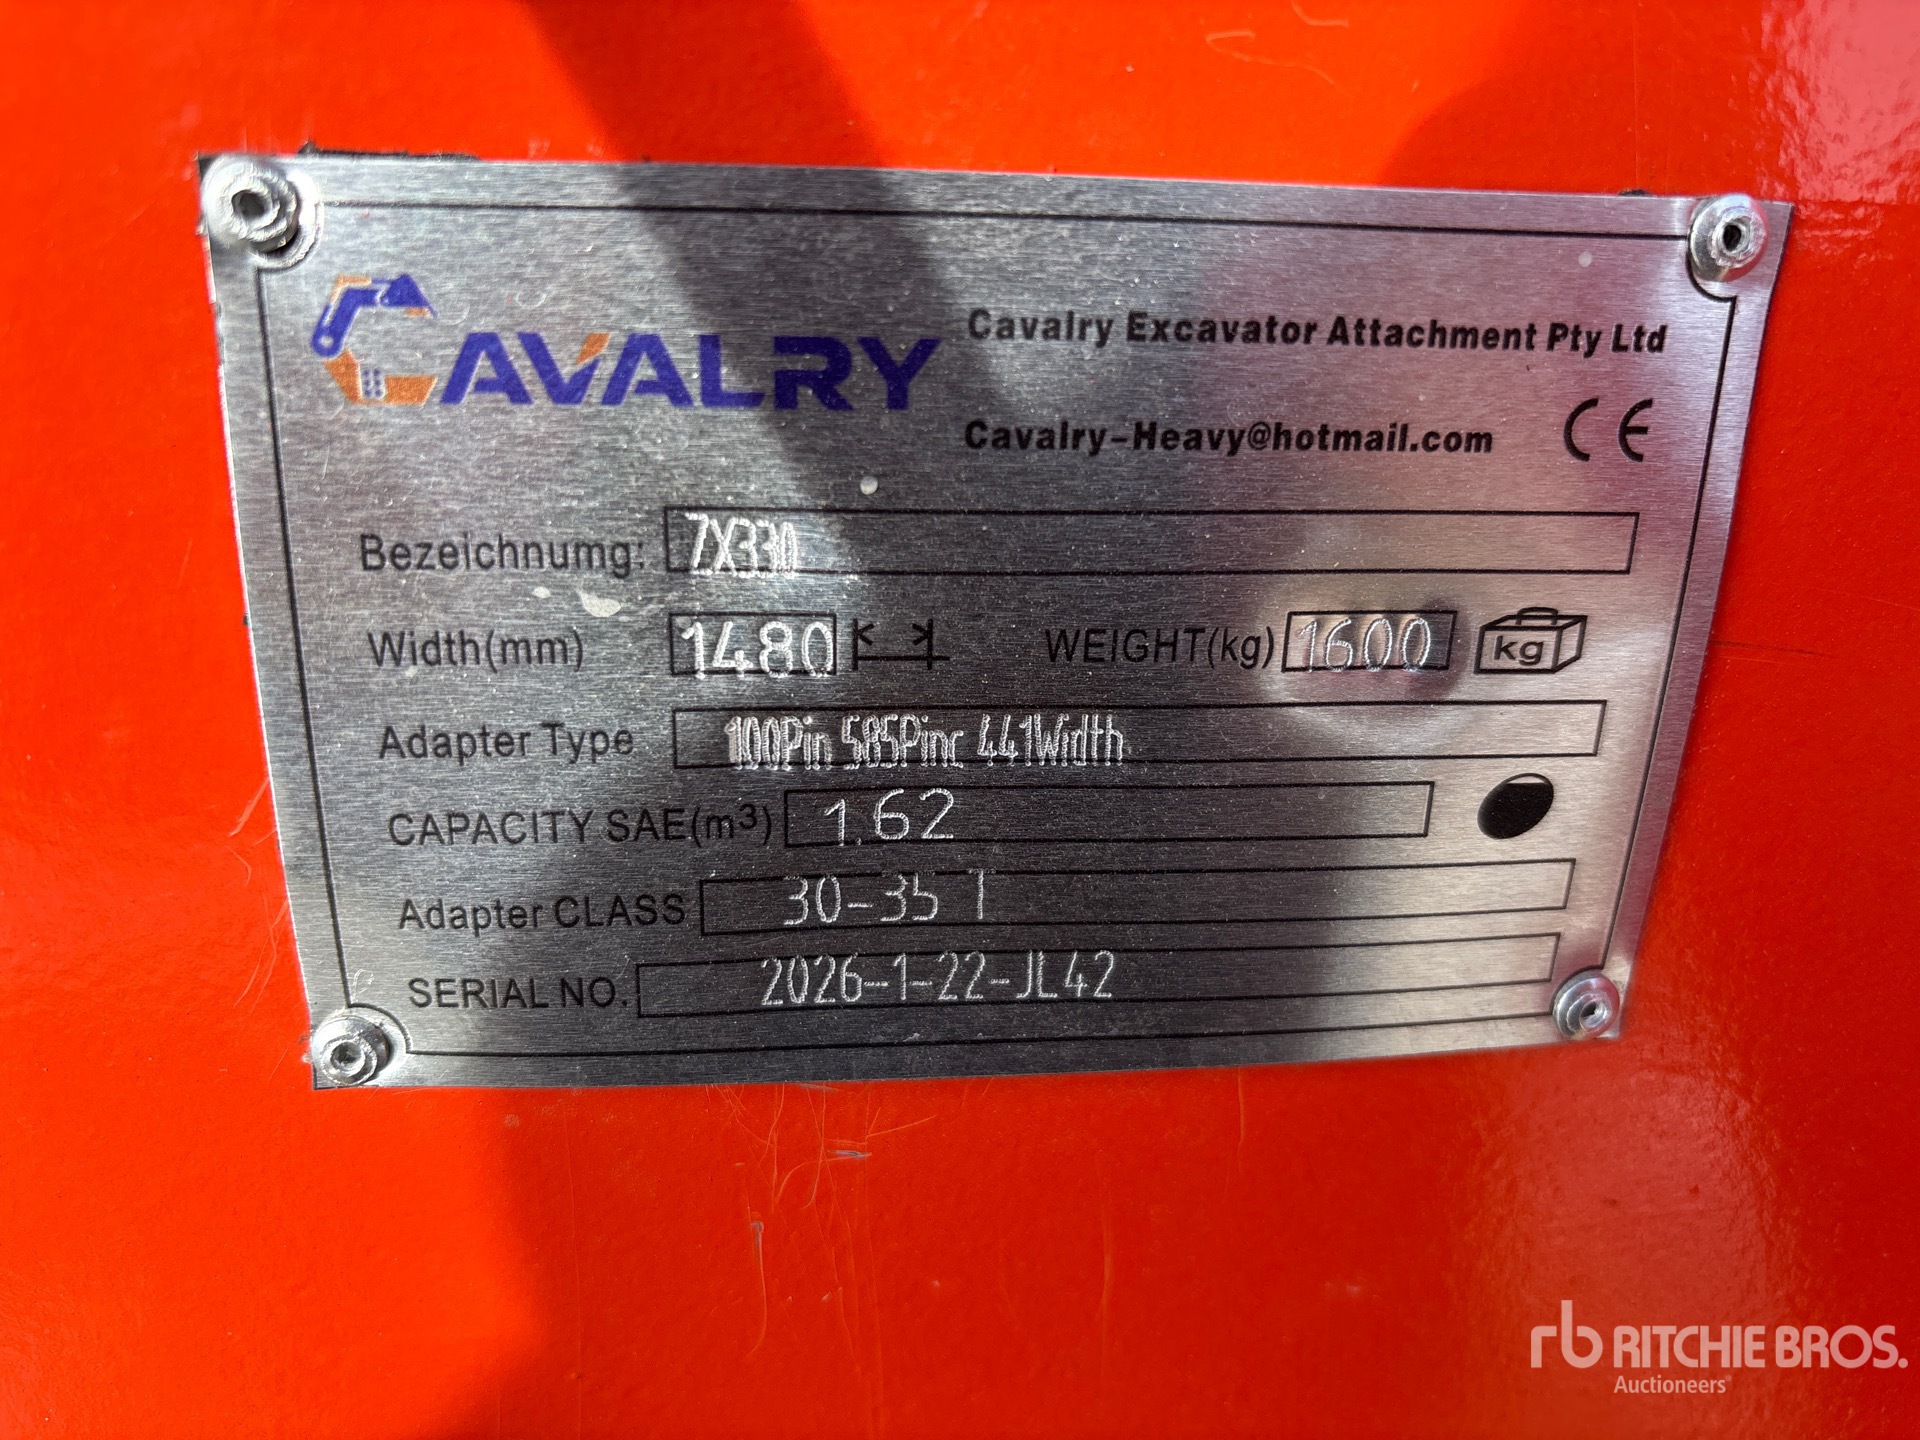 CAVALRY
Cavalry Excavator Attachment Pty Ltd
Cavalry-Heavy@hotmail.com CE
Bezeichnumg: ZX330
Width(mm) 1480 WEIGHT(kg) 1600 kg
Adapter Type 100Pin 585Pinc 441Width
CAPACITY SAE(m³) 1.62
Adapter CLASS 30-35 T
SERIAL NO. 2026-1-22-JL42
rb RITCHIE BROS.
Auctioneers